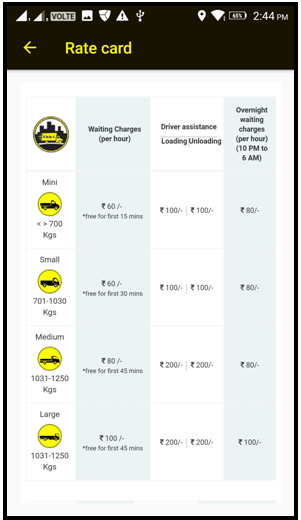 VOLTE 65% 2:44 PM
Rate card
Waiting Charges
(per hour)
Driver assistance
Loading Unloading
Overnight
waiting
charges
(per hour)
(10 PM to
6 AM)
Mini
< > 700
Kgs
₹ 60 /-
*free for first 15 mins
₹ 100/- | ₹ 100/-
₹ 80/-
Small
701-1030
Kgs
₹ 60 /-
*free for first 30 mins
₹ 100/- | ₹ 100/-
₹ 80/-
Medium
1031-1250
Kgs
₹ 80 /-
*free for first 45 mins
₹ 200/- | ₹ 200/-
₹ 80/-
Large
1031-1250
Kgs
₹ 100 /-
*free for first 45 mins
₹ 200/- | ₹ 200/-
₹ 100/-